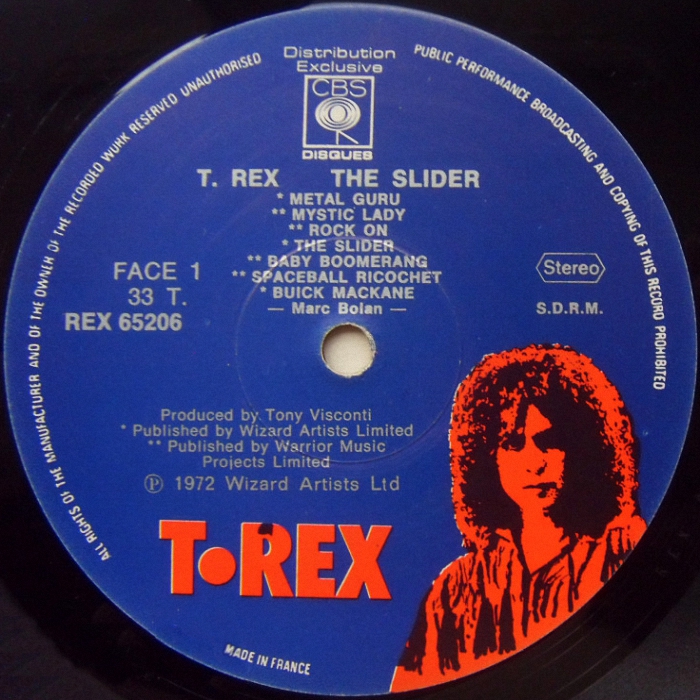 ALL RIGHTS OF THE MANUFACTURER AND OF THE OWNER OF THE RECORDED WORK RESERVED UNAUTHORISED
PUBLIC PERFORMANCE BROADCASTING AND COPYING OF THIS RECORD PROHIBITED
Distribution
Exclusive
CBS
DISQUES
T. REX THE SLIDER
* METAL GURU
** MYSTIC LADY
** ROCK ON
* THE SLIDER
** BABY BOOMERANG
** SPACEBALL RICOCHET
* BUICK MACKANE
— Marc Bolan —
FACE 1
33 T.
REX 65206
Stereo
S.D.R.M.
Produced by Tony Visconti
* Published by Wizard Artists Limited
** Published by Warrior Music
Projects Limited
℗ 1972 Wizard Artists Ltd
T•REX
MADE IN FRANCE